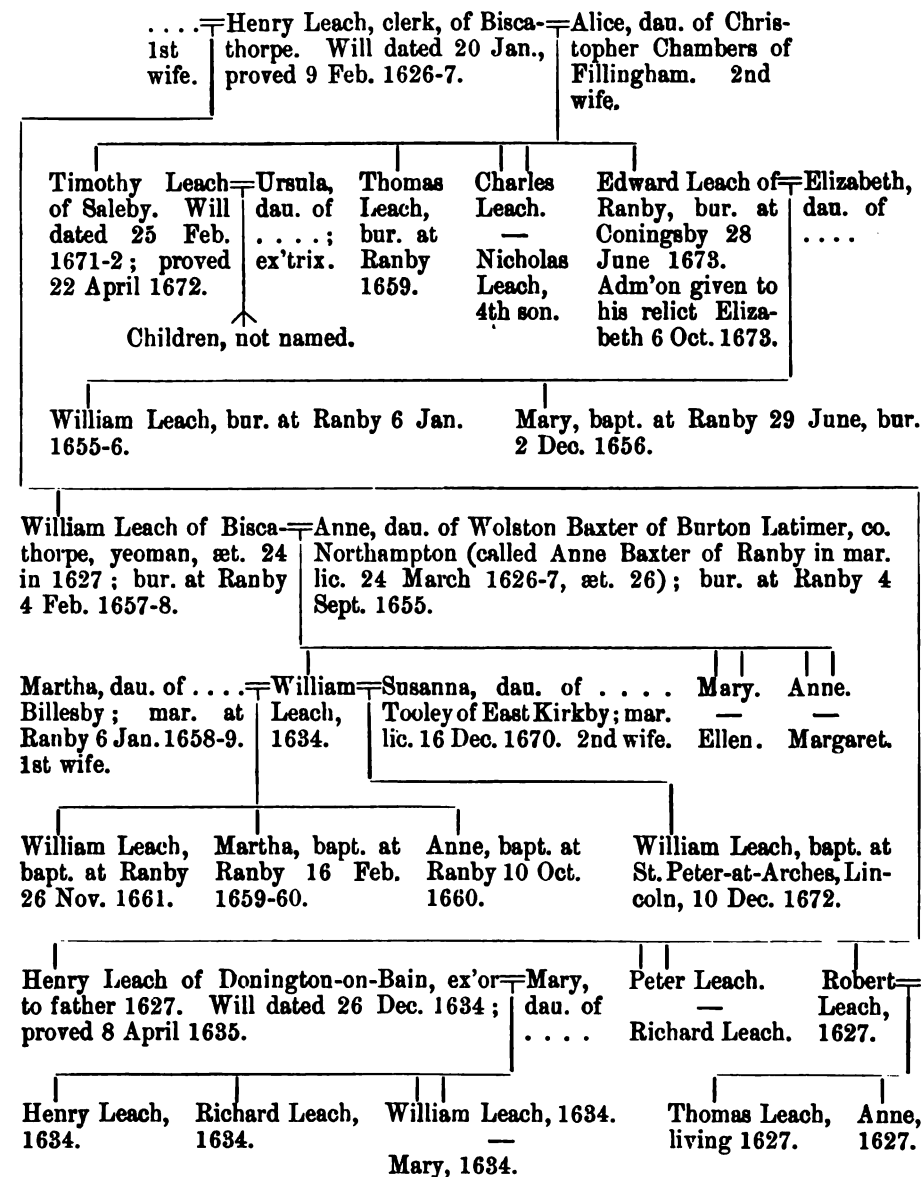 . . . .
1st
wife.
Henry Leach, clerk, of Bisca-
thorpe. Will dated 20 Jan.,
proved 9 Feb. 1626-7.
Alice, dau. of Chris-
topher Chambers of
Fillingham. 2nd
wife.
Timothy Leach
of Saleby. Will
dated 25 Feb.
1671-2 ; proved
22 April 1672.
Ursula,
dau. of
. . . . ;
ex'trix.
Thomas
Leach,
bur. at
Ranby
1659.
Charles
Leach.
—
Nicholas
Leach,
4th son.
Edward Leach of
Ranby, bur. at
Coningsby 28
June 1673.
Adm'on given to
his relict Eliza-
beth 6 Oct. 1673.
Elizabeth,
dau. of
. . . .
Children, not named.
William Leach, bur. at Ranby 6 Jan.
1655-6.
Mary, bapt. at Ranby 29 June, bur.
2 Dec. 1656.
William Leach of Bisca-
thorpe, yeoman, æt. 24
in 1627 ; bur. at Ranby
4 Feb. 1657-8.
Anne, dau. of Wolston Baxter of Burton Latimer, co.
Northampton (called Anne Baxter of Ranby in mar.
lic. 24 March 1626-7, æt. 26) ; bur. at Ranby 4
Sept. 1655.
Martha, dau. of . . . .
Billesby ; mar. at
Ranby 6 Jan. 1658-9.
1st wife.
William
Leach,
1634.
Susanna, dau. of . . . .
Tooley of East Kirkby ; mar.
lic. 16 Dec. 1670. 2nd wife.
Mary.
—
Ellen.
Anne.
—
Margaret.
William Leach,
bapt. at Ranby
26 Nov. 1661.
Martha, bapt. at
Ranby 16 Feb.
1659-60.
Anne, bapt. at
Ranby 10 Oct.
1660.
William Leach, bapt. at
St. Peter-at-Arches, Lin-
coln, 10 Dec. 1672.
Henry Leach of Donington-on-Bain, ex'or
to father 1627. Will dated 26 Dec. 1634 ;
proved 8 April 1635.
Mary,
dau. of
. . . .
Peter Leach.
—
Richard Leach.
Robert
Leach,
1627.
Henry Leach,
1634.
Richard Leach,
1634.
William Leach, 1634.
—
Mary, 1634.
Thomas Leach,
living 1627.
Anne,
1627.